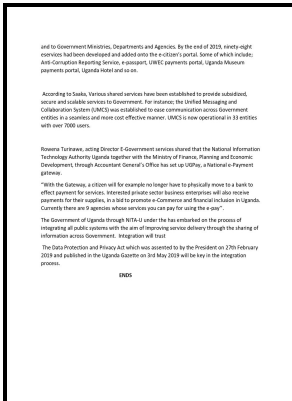 and to Government Ministries, Departments and Agencies. By the end of 2019, ninety-eight
eservices had been developed and added onto the e-citizen's portal. Some of which include;
Anti-Corruption Reporting Service, e-passport, UWEC payments portal, Uganda Museum
payments portal, Uganda Hotel and so on.
According to Saaka, Various shared services have been established to provide subsidized,
secure and scalable services to Government. For instance; the Unified Messaging and
Collaboration System (UMCS) was established to ease communication across Government
entities in a seamless and more cost effective manner. UMCS is now operational in 33 entities
with over 7000 users.
Rowena Turinawe, acting Director E-Government services shared that the National Information
Technology Authority Uganda together with the Ministry of Finance, Planning and Economic
Development, through Accountant General's Office has set up UGPay, a National e-Payment
gateway.
"With the Gateway, a citizen will for example no longer have to physically move to a bank to
effect payment for services. Interested private sector business enterprises will also receive
payments for their supplies, in a bid to promote e-Commerce and financial inclusion in Uganda.
Currently there are 9 agencies whose services you can pay for using the e-pay".
The Government of Uganda through NITA-U under the has embarked on the process of
integrating all public systems with the aim of Improving service delivery through the sharing of
information across Government. Integration will trust
The Data Protection and Privacy Act which was assented to by the President on 27th February
2019 and published in the Uganda Gazette on 3rd May 2019 will be key in the integration
process.
ENDS